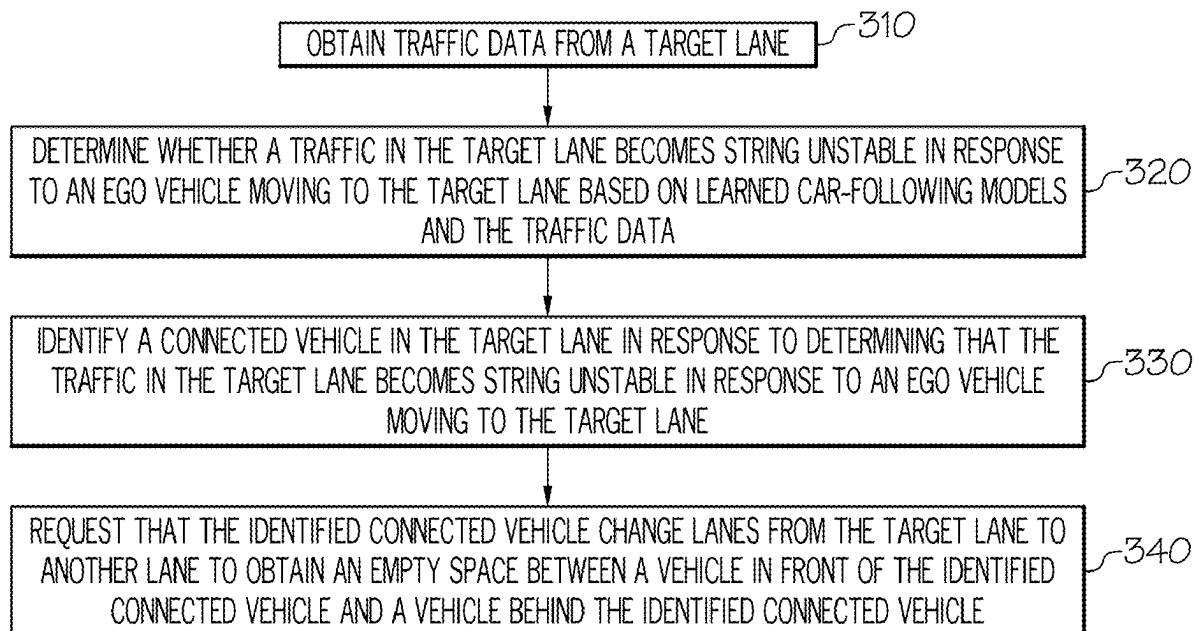 OBTAIN TRAFFIC DATA FROM A TARGET LANE
310
DETERMINE WHETHER A TRAFFIC IN THE TARGET LANE BECOMES STRING UNSTABLE IN RESPONSE
TO AN EGO VEHICLE MOVING TO THE TARGET LANE BASED ON LEARNED CAR-FOLLOWING MODELS
AND THE TRAFFIC DATA
320
IDENTIFY A CONNECTED VEHICLE IN THE TARGET LANE IN RESPONSE TO DETERMINING THAT THE
TRAFFIC IN THE TARGET LANE BECOMES STRING UNSTABLE IN RESPONSE TO AN EGO VEHICLE
MOVING TO THE TARGET LANE
330
REQUEST THAT THE IDENTIFIED CONNECTED VEHICLE CHANGE LANES FROM THE TARGET LANE TO
ANOTHER LANE TO OBTAIN AN EMPTY SPACE BETWEEN A VEHICLE IN FRONT OF THE IDENTIFIED
CONNECTED VEHICLE AND A VEHICLE BEHIND THE IDENTIFIED CONNECTED VEHICLE
340